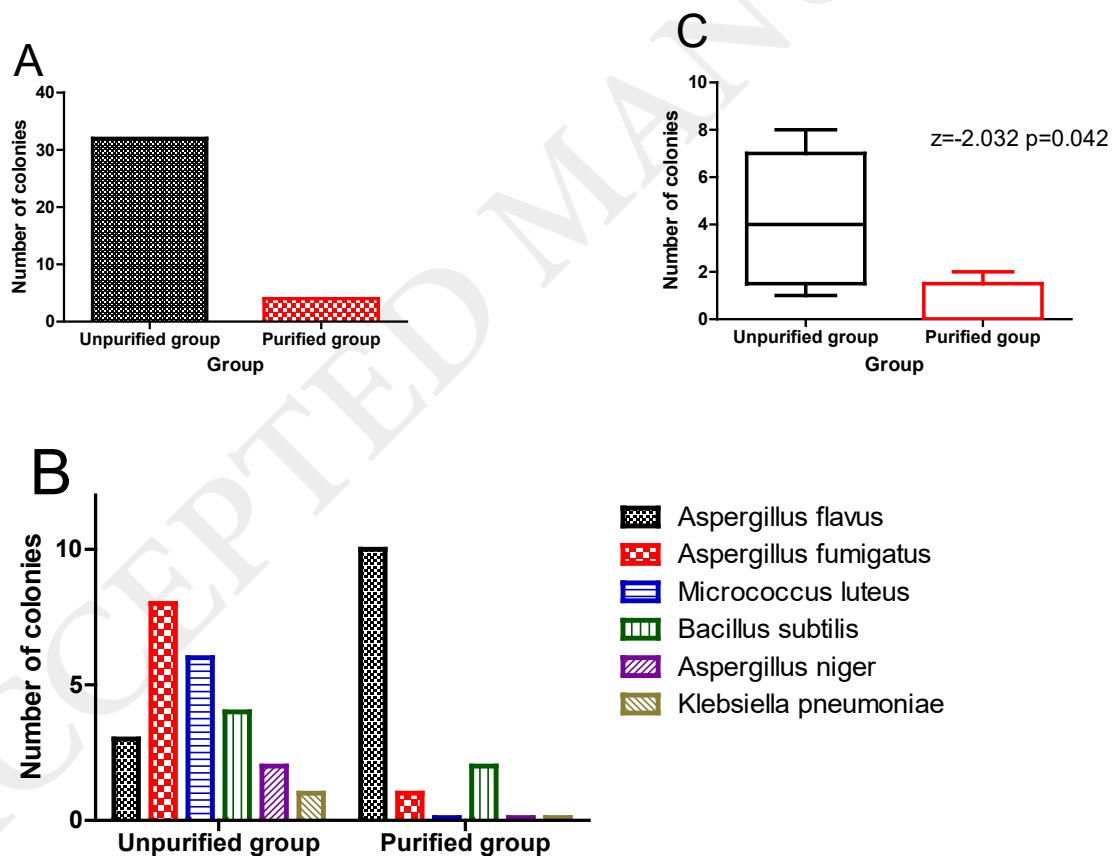 A
40
30
20
10
0
Number of colonies
Unpurified group
Purified group
Group
C
10
8
6
4
2
0
Number of colonies
z=-2.032 p=0.042
Unpurified group
Purified goup
Group
B
10
5
0
Number of colonies
Unpurified group
Purified group
Aspergillus flavus
Aspergillus fumigatus
Micrococcus luteus
Bacillus subtilis
Aspergillus niger
Klebsiella pneumoniae
CCEPTED MAN